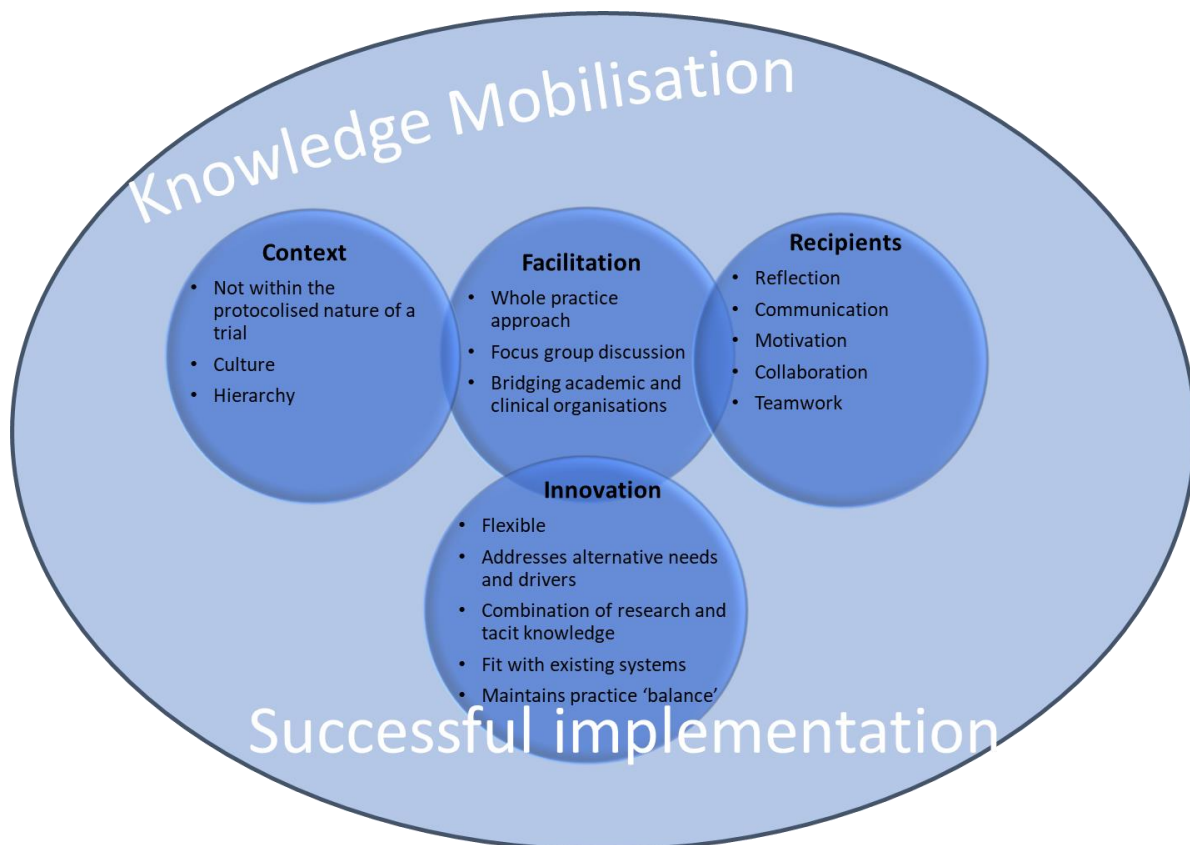 Knowledge Mobilisation
Context
• Not within the
protocolised nature of a
trial
• Culture
• Hierarchy
Facilitation
• Whole practice
approach
• Focus group discussion
• Bridging academic and
clinical organisations
Recipients
• Reflection
• Communication
• Motivation
• Collaboration
• Teamwork
Innovation
• Flexible
• Addresses alternative needs
and drivers
• Combination of research and
tacit knowledge
• Fit with existing systems
• Maintains practice ‘balance’
Successful implementation